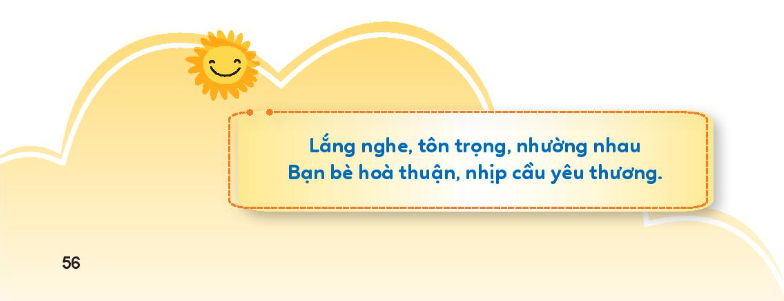 Lắng nghe, tôn trọng, nhường nhau
Bạn bè hoà thuận, nhịp cầu yêu thương.
56